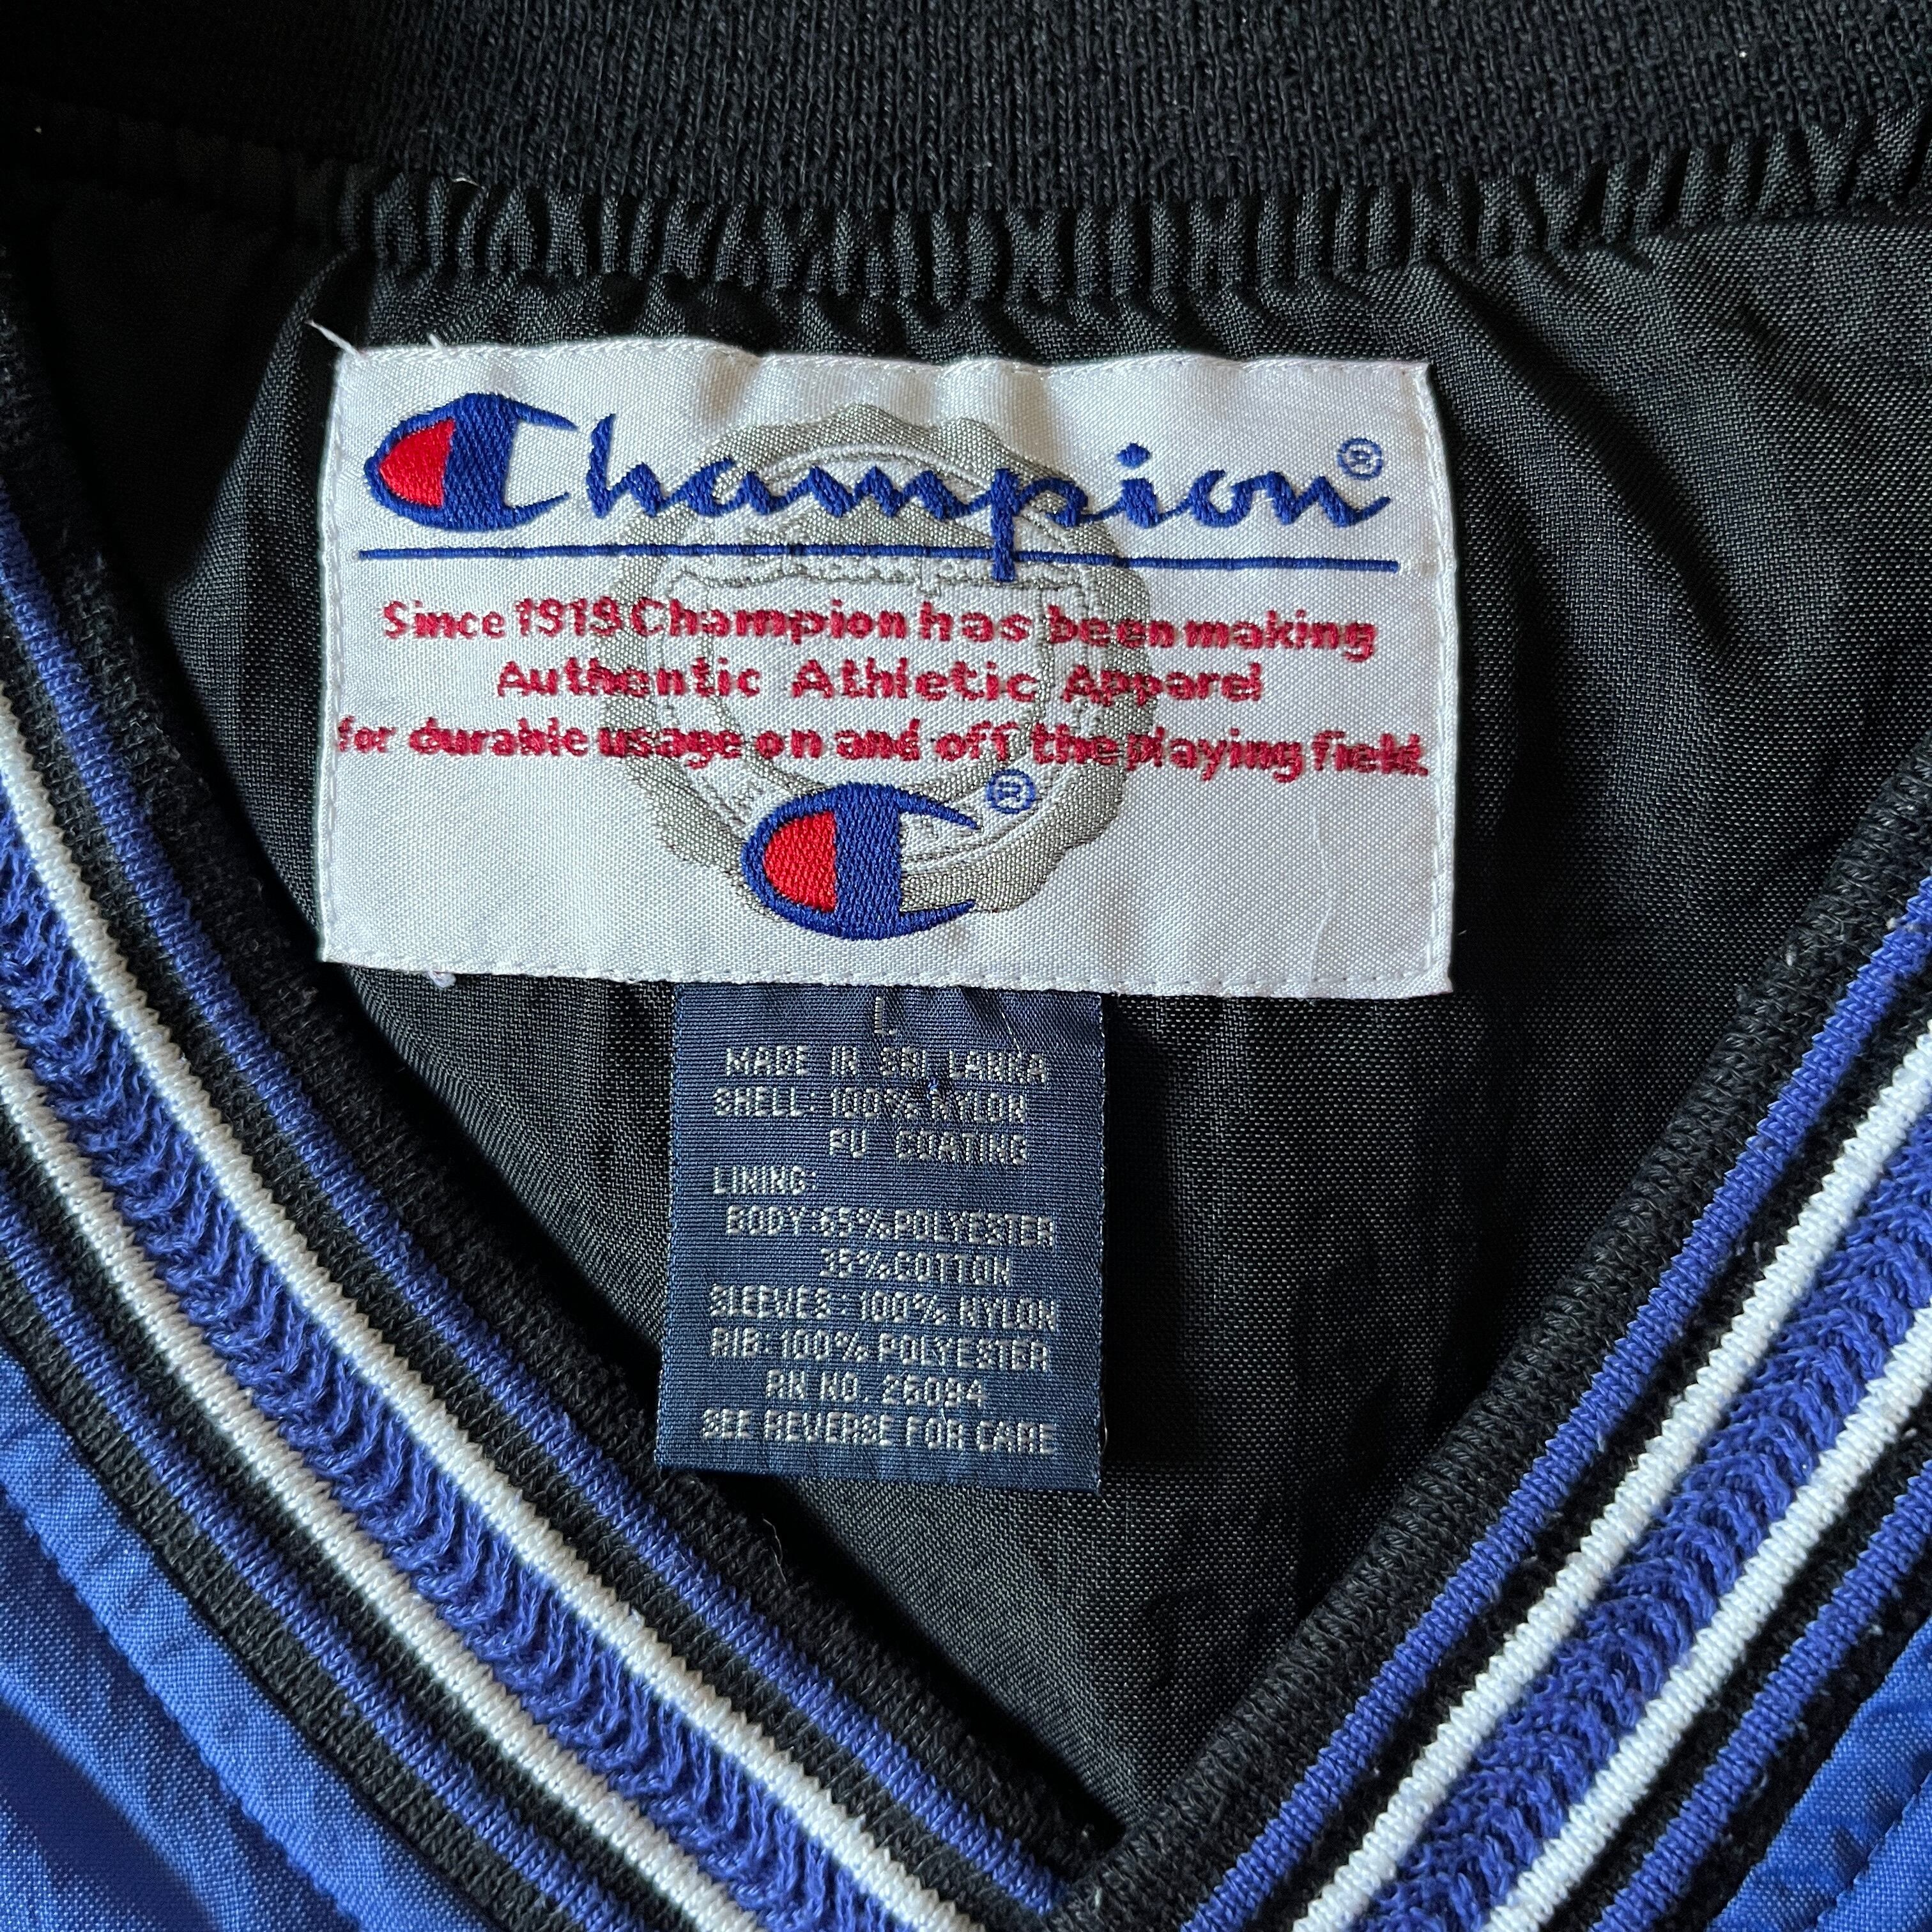 Champion®
Since 1919 Champion has been making
Authentic Athletic Apparel
for durable usage on and off the playing field.
®
L
MADE IN SRI LANKA
SHELL: 100% NYLON
PU COATING
LINING:
BODY 65% POLYESTER
35% COTTON
SLEEVES: 100% NYLON
RIB: 100% POLYESTER
RN NO. 26094
SEE REVERSE FOR CARE